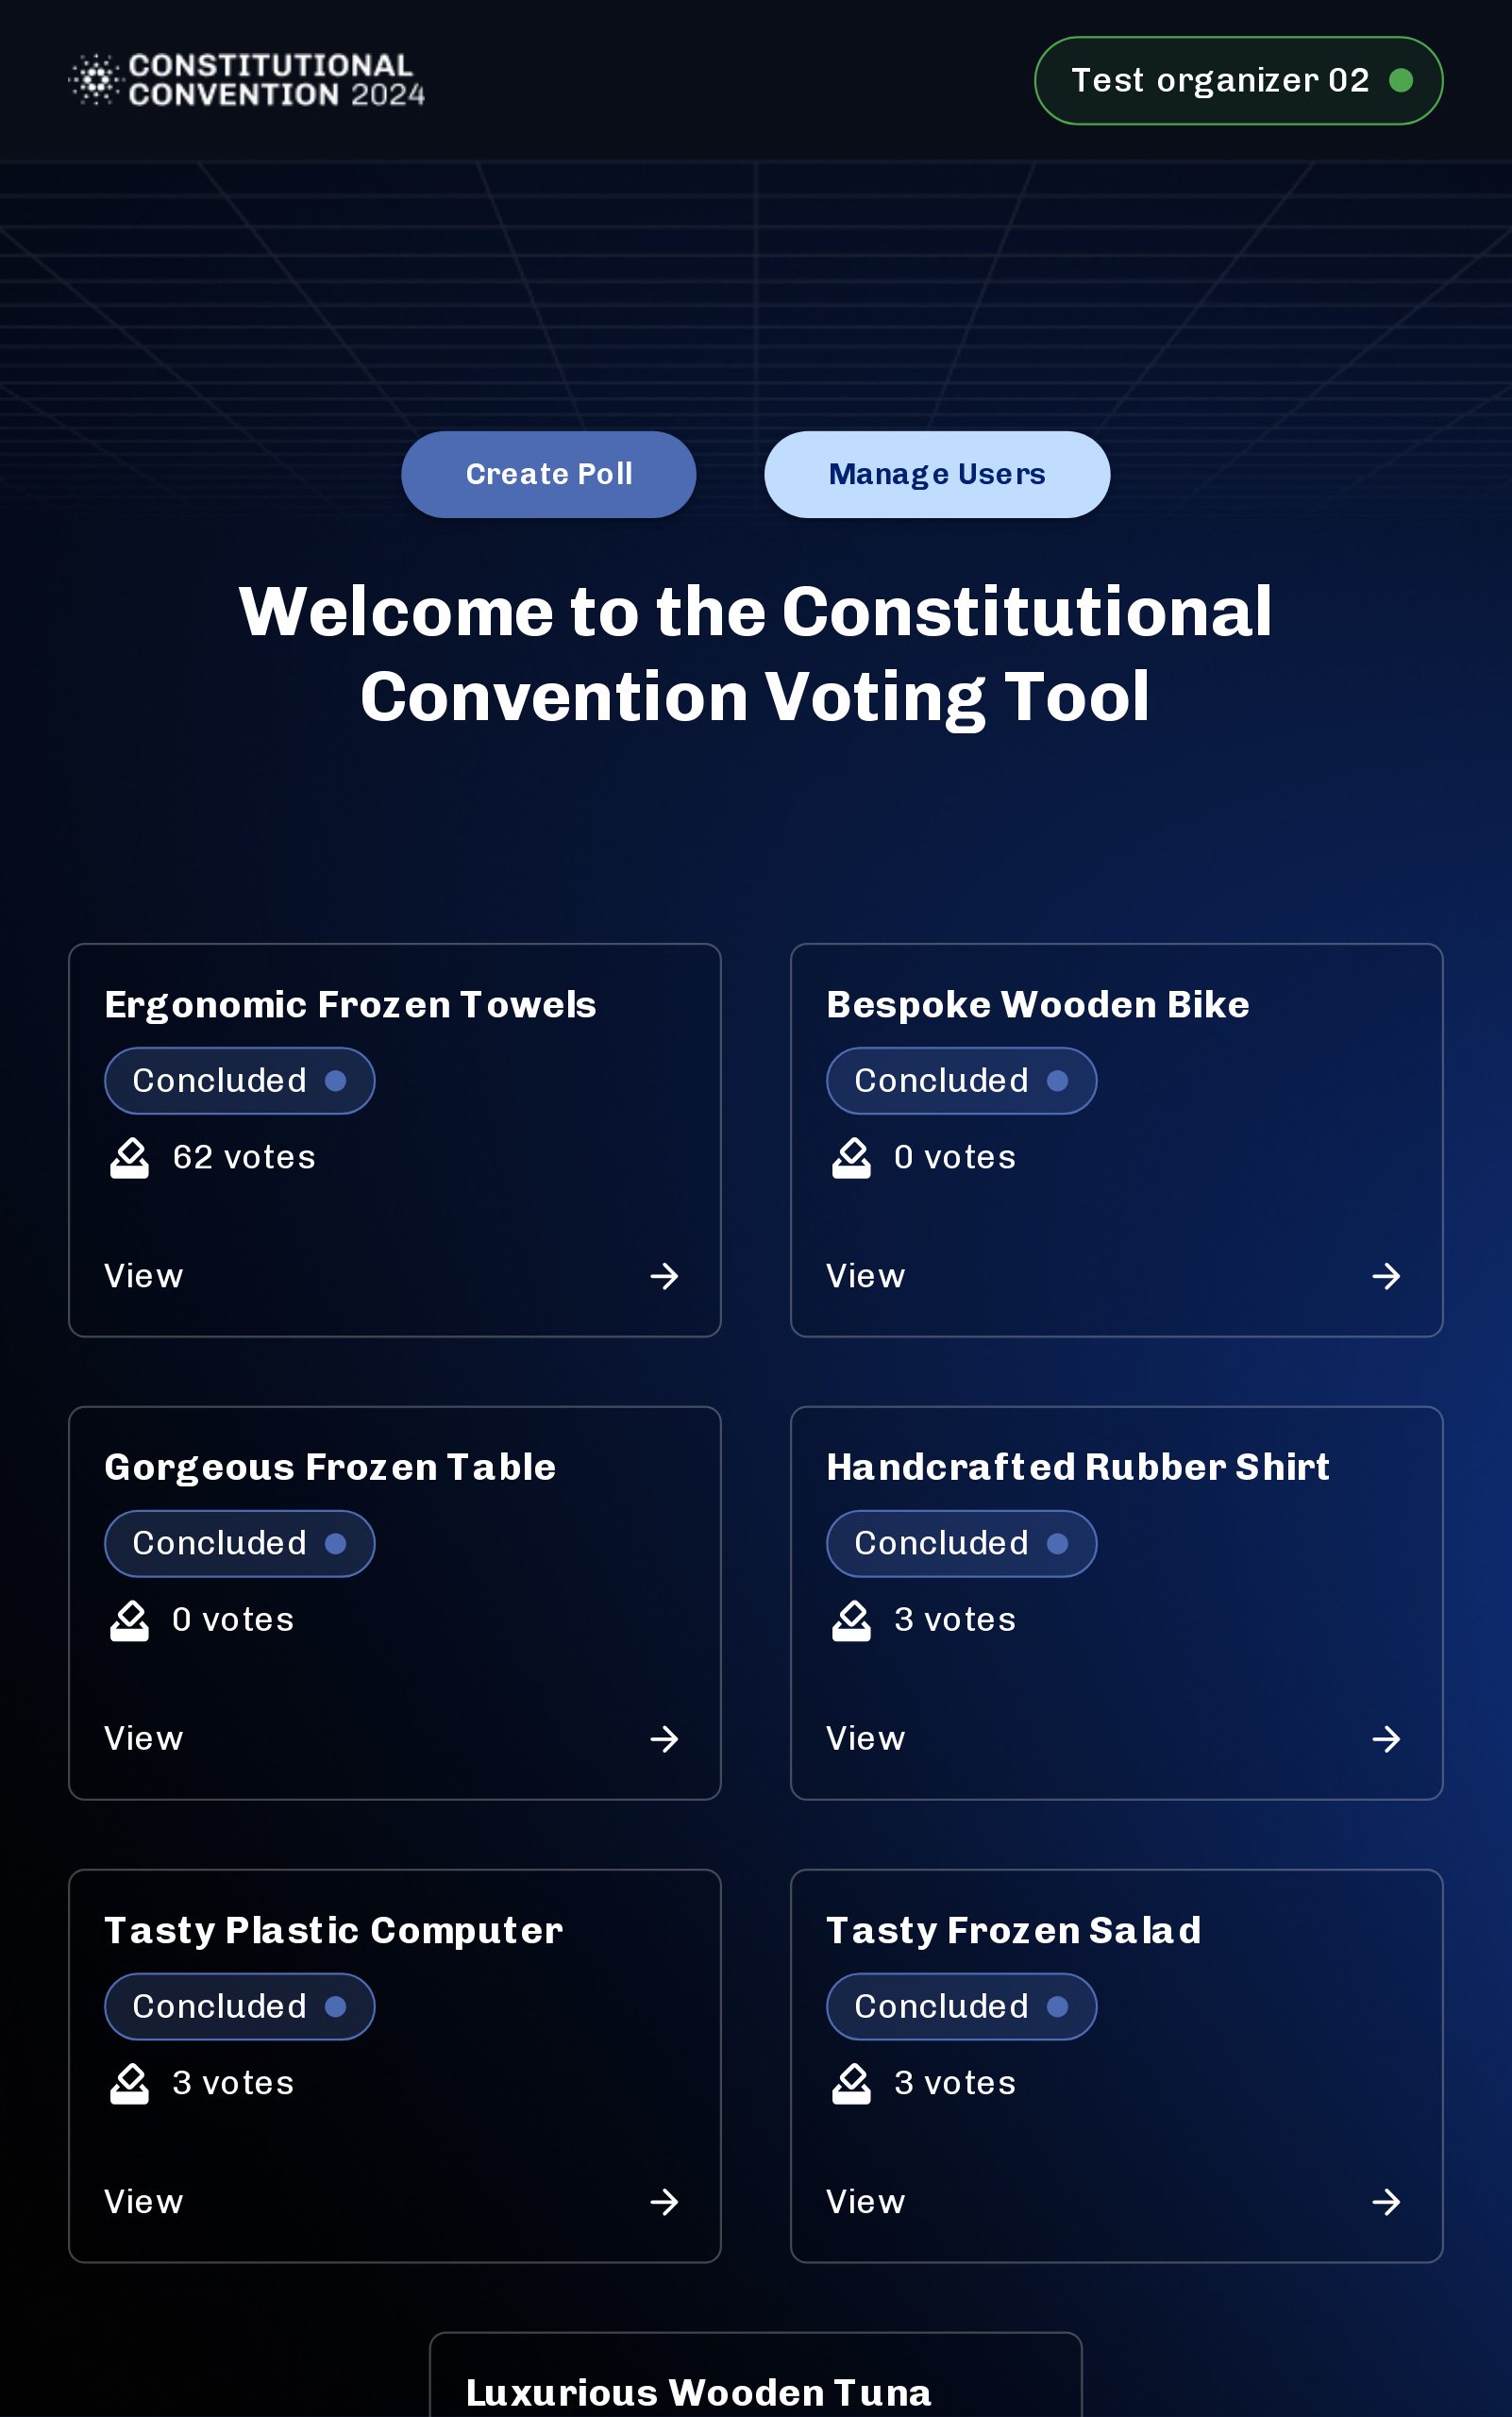 CONSTITUTIONAL
CONVENTION 2024
Test organizer 02
Create Poll
Manage Users
Welcome to the Constitutional
Convention Voting Tool
Ergonomic Frozen Towels
Concluded
62 votes
View
Bespoke Wooden Bike
Concluded
0 votes
View
Gorgeous Frozen Table
Concluded
0 votes
View
Handcrafted Rubber Shirt
Concluded
3 votes
View
Tasty Plastic Computer
Concluded
3 votes
View
Tasty Frozen Salad
Concluded
3 votes
View
Luxurious Wooden Tuna